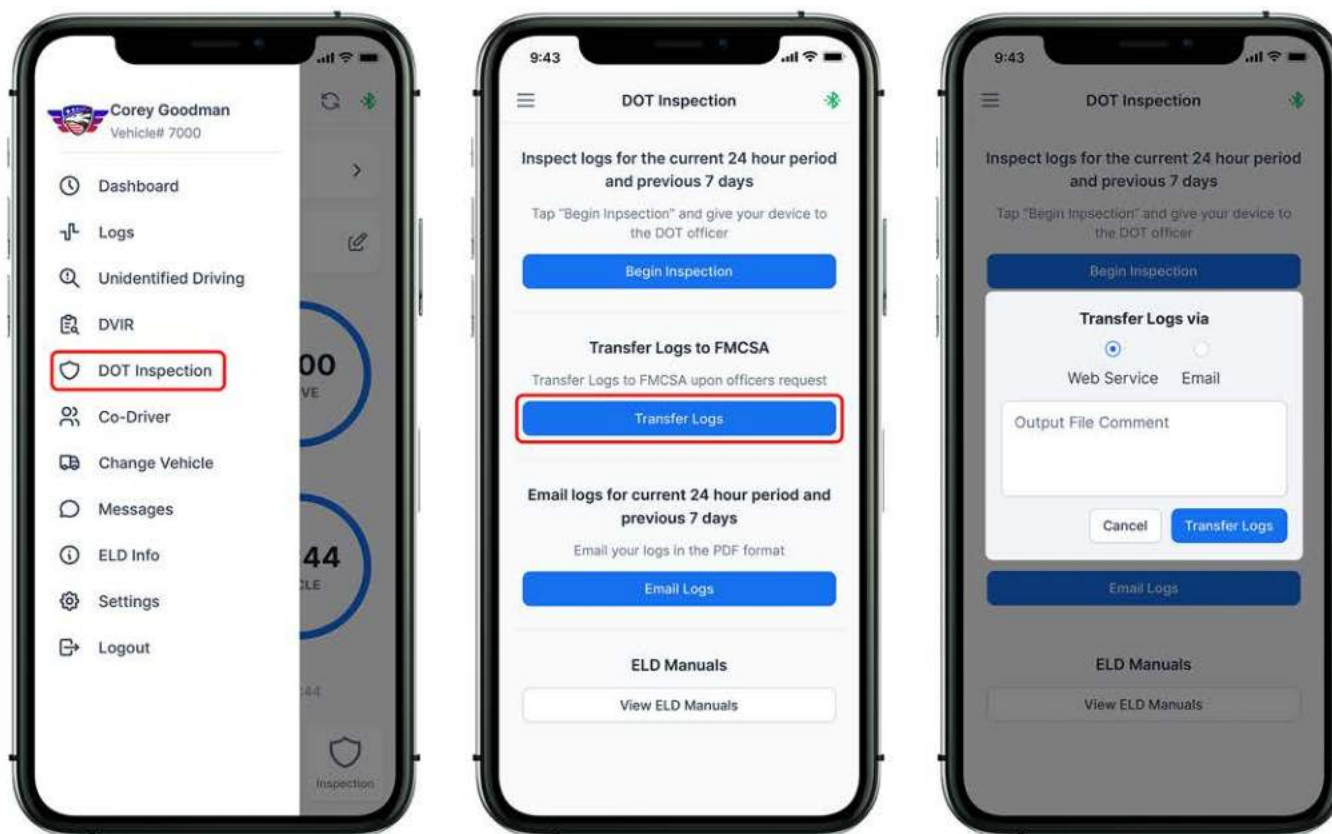 Corey Goodman
Vehicle# 7000
Dashboard
Logs
Unidentified Driving
DVIR
DOT Inspection
Co-Driver
Change Vehicle
Messages
ELD Info
Settings
Logout
00
VE
44
CLE
:44
Inspection
9:43
DOT Inspection
Inspect logs for the current 24 hour period
and previous 7 days
Tap "Begin Inpsection" and give your device to
the DOT officer
Begin Inspection
Transfer Logs to FMCSA
Transfer Logs to FMCSA upon officers request
Transfer Logs
Email logs for current 24 hour period and
previous 7 days
Email your logs in the PDF format
Email Logs
ELD Manuals
View ELD Manuals
9:43
DOT Inspection
Inspect logs for the current 24 hour period
and previous 7 days
Tap "Begin Inpsection" and give your device to
the DOT officer
Begin Inspection
Transfer Logs via
Web Service Email
Output File Comment
Cancel Transfer Logs
Email Logs
ELD Manuals
View ELD Manuals